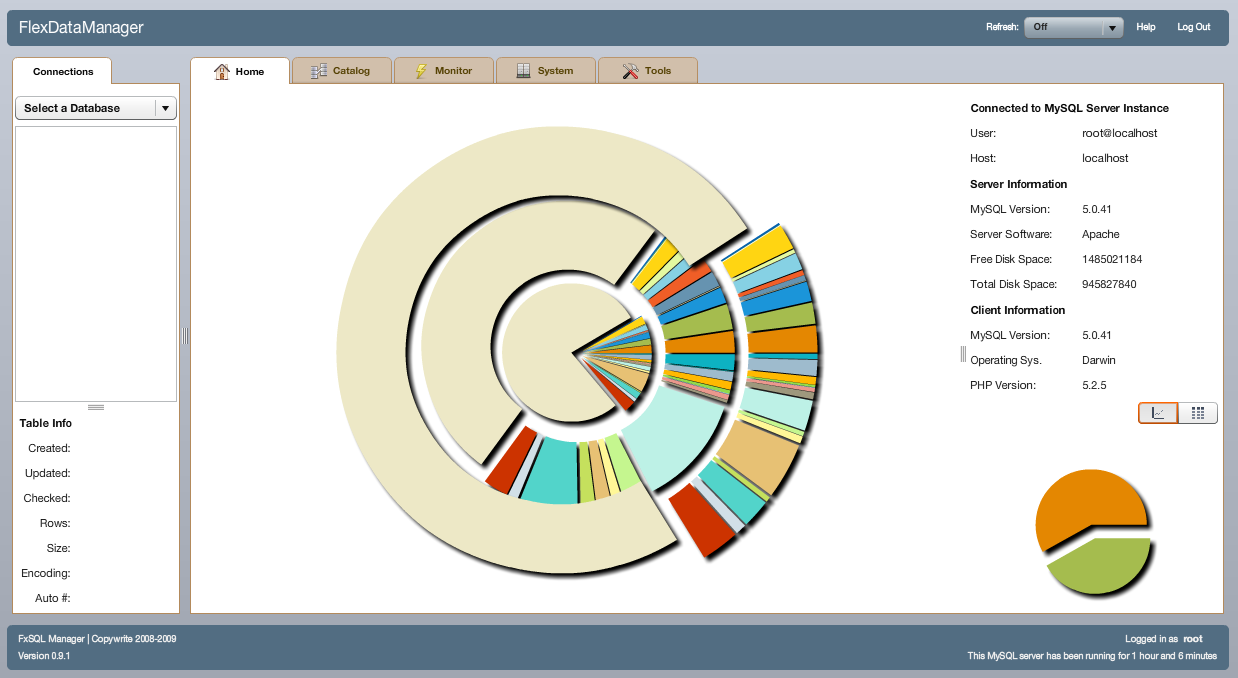 FlexDataManager
Refresh: Off Help Log Out
Connections
Home Catalog Monitor System Tools
Select a Database
Connected to MySQL Server Instance
User: root@localhost
Host: localhost
Server Information
MySQL Version: 5.0.41
Server Software: Apache
Free Disk Space: 1485021184
Total Disk Space: 945827840
Client Information
MySQL Version: 5.0.41
Operating Sys. Darwin
PHP Version: 5.2.5
Table Info
Created:
Updated:
Checked:
Rows:
Size:
Encoding:
Auto #:
FxSQL Manager | Copywrite 2008-2009
Version 0.9.1
Logged in as root
This MySQL server has been running for 1 hour and 6 minutes